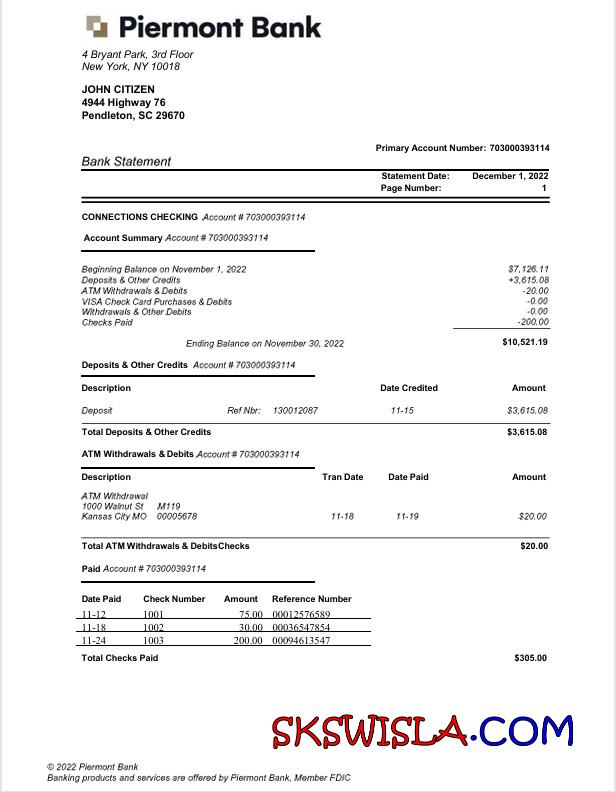 Piermont Bank
4 Bryant Park, 3rd Floor
New York, NY 10018
JOHN CITIZEN
4944 Highway 76
Pendleton, SC 29670
Primary Account Number: 703000393114
Bank Statement
Statement Date: December 1, 2022
Page Number: 1
CONNECTIONS CHECKING Account # 703000393114
Account Summary Account # 703000393114
Beginning Balance on November 1, 2022 $7,126.11
Deposits & Other Credits +3,615.08
ATM Withdrawals & Debits -20.00
VISA Check Card Purchases & Debits -0.00
Withdrawals & Other Debits -0.00
Checks Paid -200.00
Ending Balance on November 30, 2022 $10,521.19
Deposits & Other Credits Account # 703000393114
Description Date Credited Amount
Deposit Ref Nbr: 130012087 11-15 $3,615.08
Total Deposits & Other Credits $3,615.08
ATM Withdrawals & Debits Account # 703000393114
Description Tran Date Date Paid Amount
ATM Withdrawal
1000 Walnut St M119
Kansas City MO 00005678 11-18 11-19 $20.00
Total ATM Withdrawals & DebitsChecks $20.00
Paid Account # 703000393114
Date Paid Check Number Amount Reference Number
11-12 1001 75.00 00012576589
11-18 1002 30.00 00036547854
11-24 1003 200.00 00094613547
Total Checks Paid $305.00
SKSWISLA.COM
© 2022 Piermont Bank
Banking products and services are offered by Piermont Bank, Member FDIC